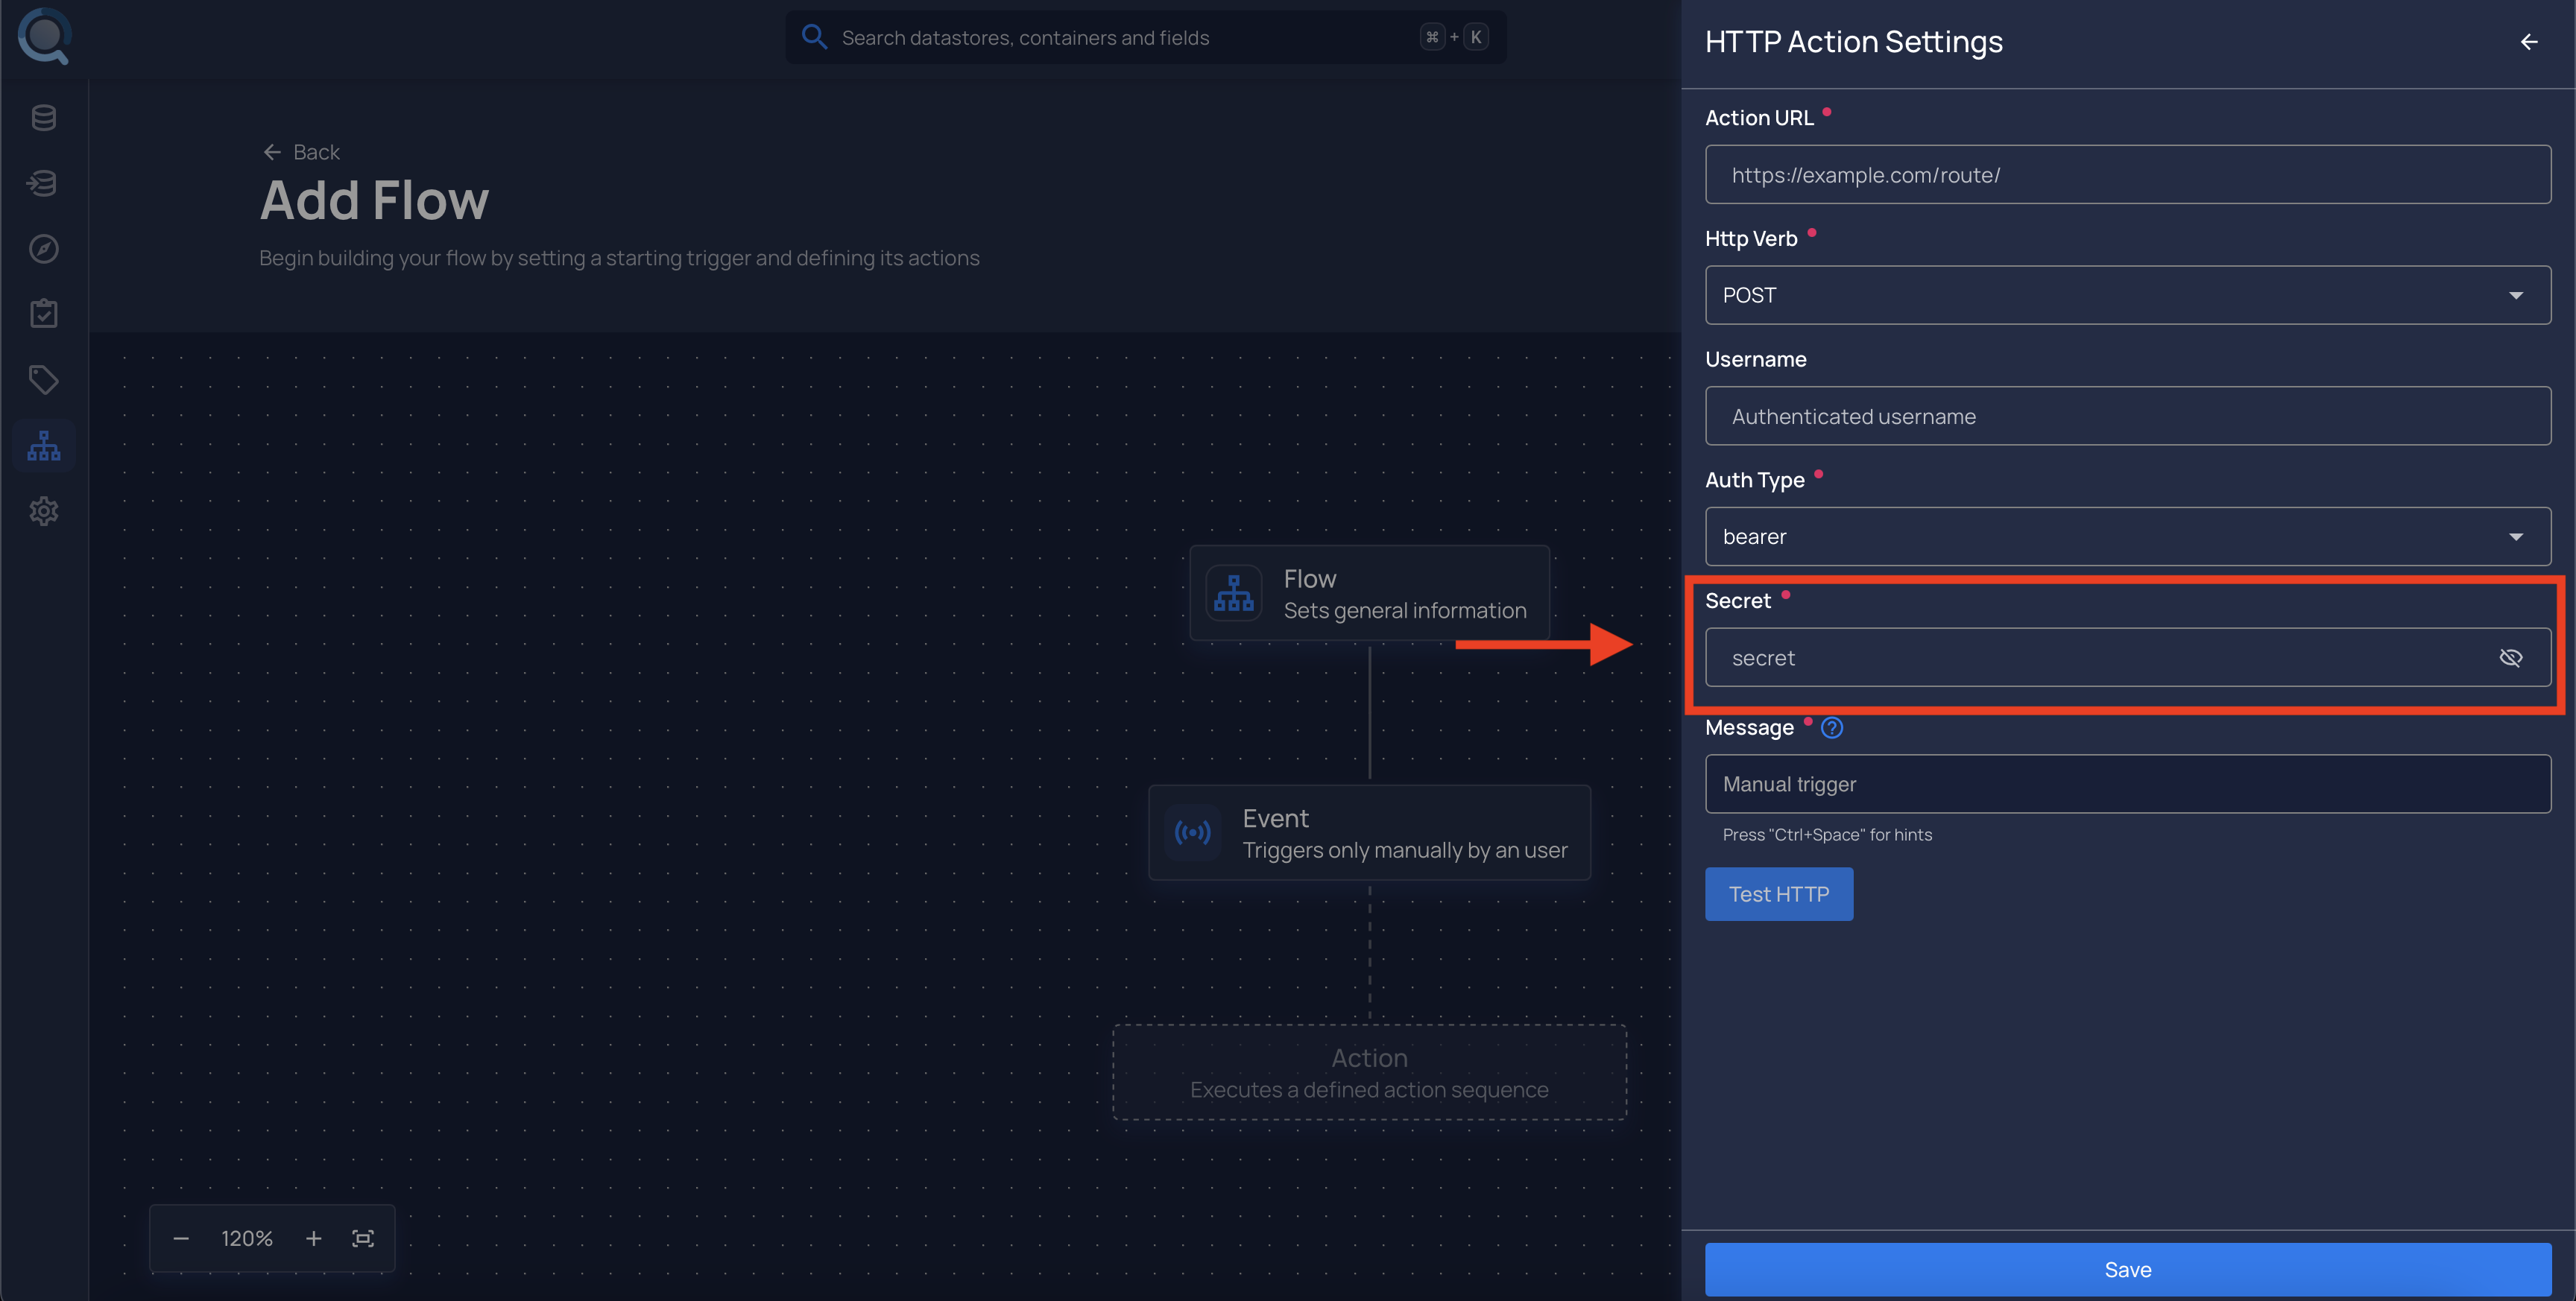 Search datastores, containers and fields
⌘ + K
Back
Add Flow
Begin building your flow by setting a starting trigger and defining its actions
Flow
Sets general information
Event
Triggers only manually by an user
Action
Executes a defined action sequence
120%
HTTP Action Settings
Action URL
https://example.com/route/
Http Verb
POST
Username
Authenticated username
Auth Type
bearer
Secret
secret
Message
Manual trigger
Press "Ctrl+Space" for hints
Test HTTP
Save